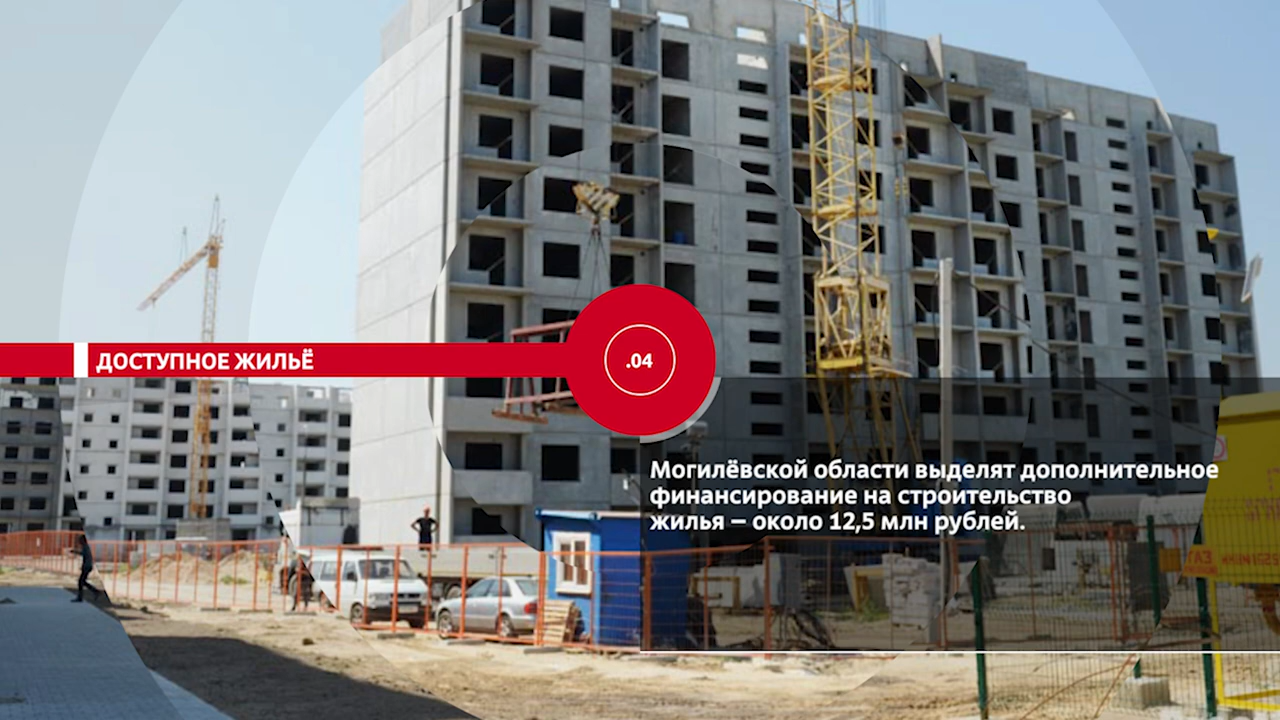 ДОСТУПНОЕ ЖИЛЬЁ
.04
Могилёвской области выделят дополнительное
финансирование на строительство
жилья – около 12,5 млн рублей.